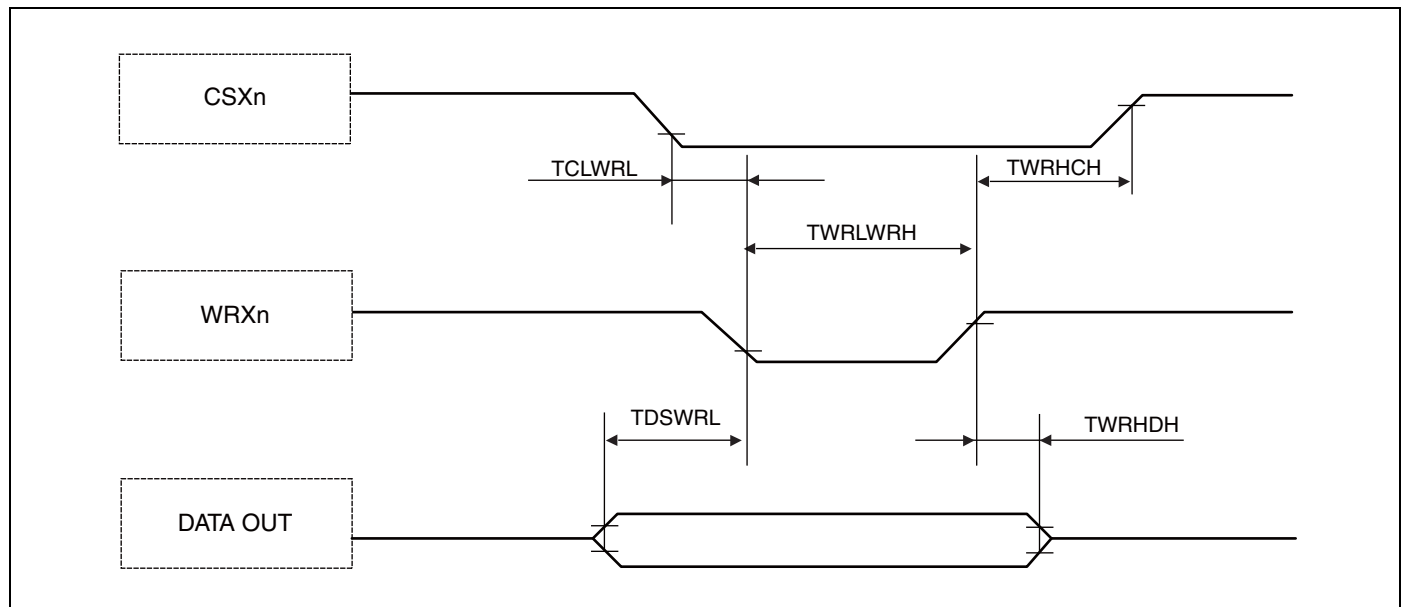 CSXn
TCLWRL
TWRHCH
TWRLWRH
WRXn
TDSWRL
TWRHDH
DATA OUT